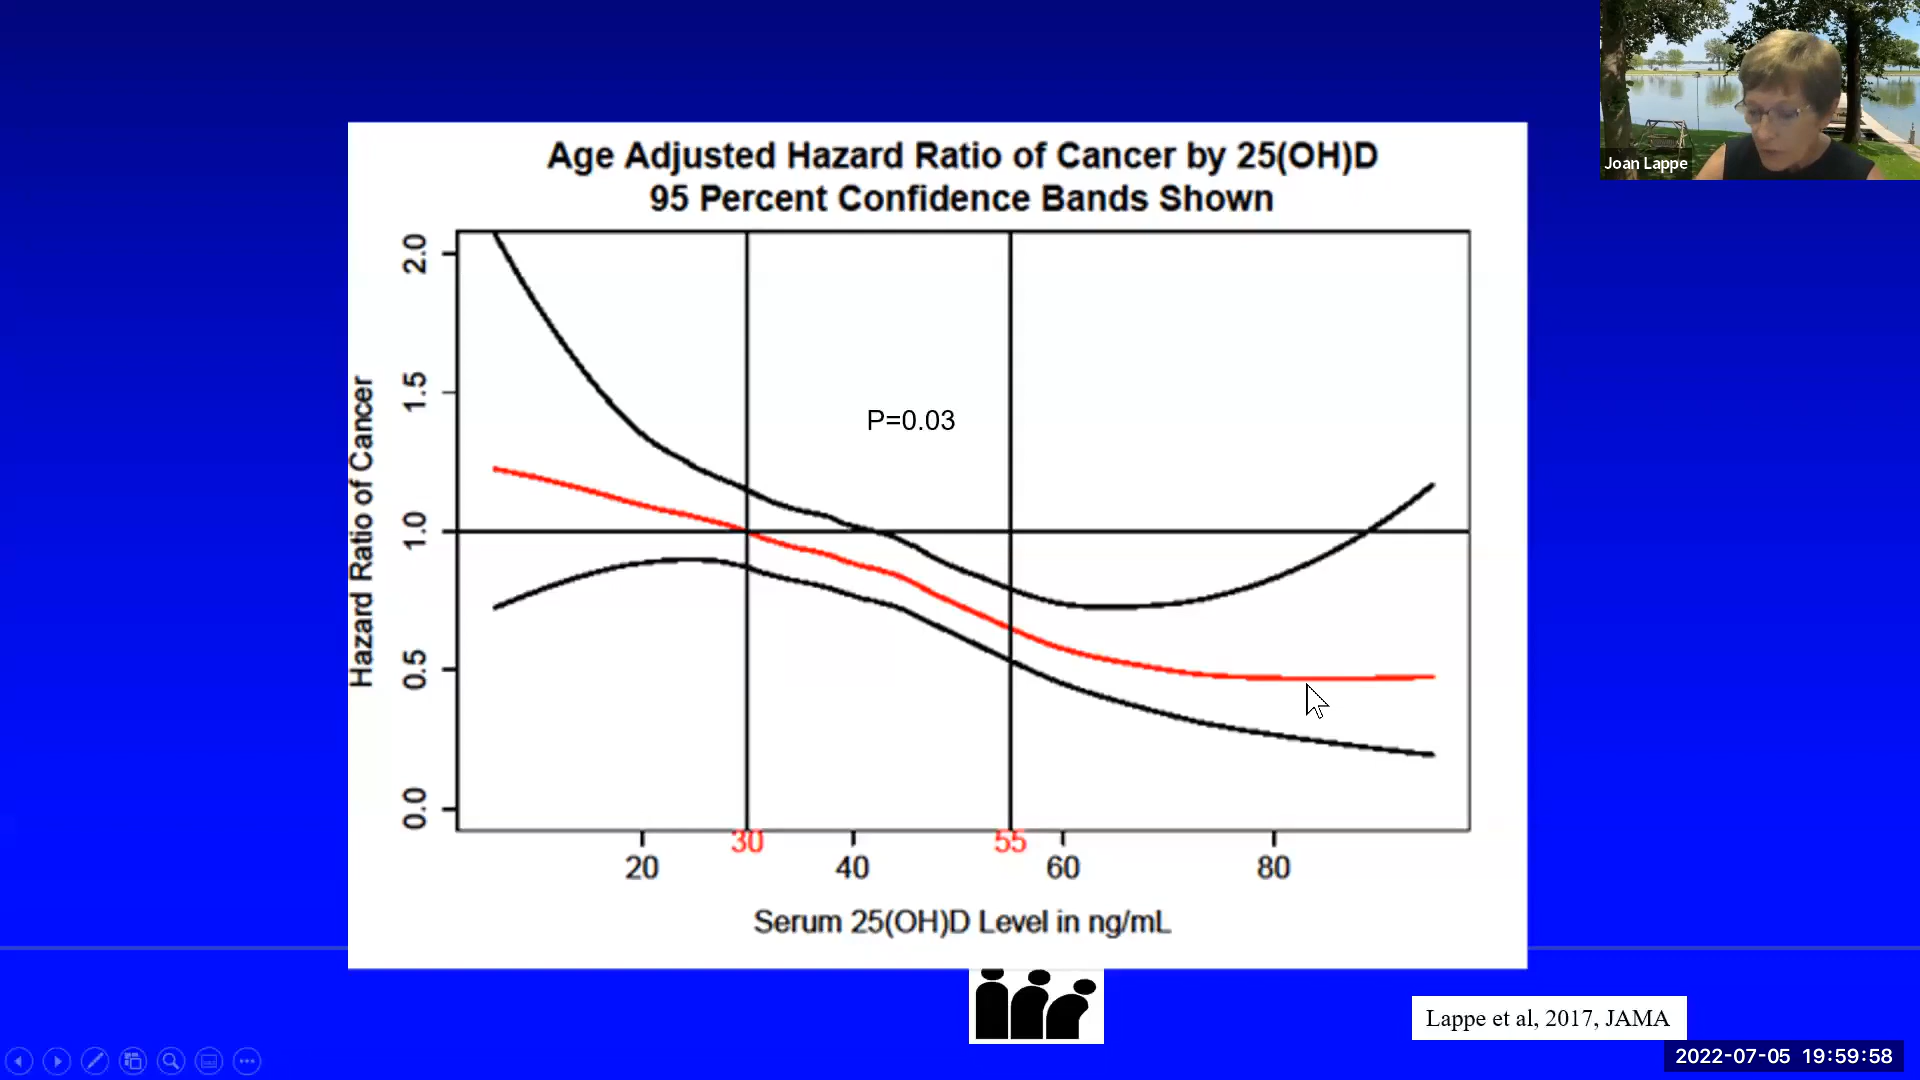 Joan Lappe
Age Adjusted Hazard Ratio of Cancer by 25(OH)D
95 Percent Confidence Bands Shown
Hazard Ratio of Cancer
2.0
1.5
1.0
0.5
0.0
P=0.03
30
55
20
40
60
80
Serum 25(OH)D Level in ng/mL
Lappe et al, 2017, JAMA
2022-07-05 19:59:58